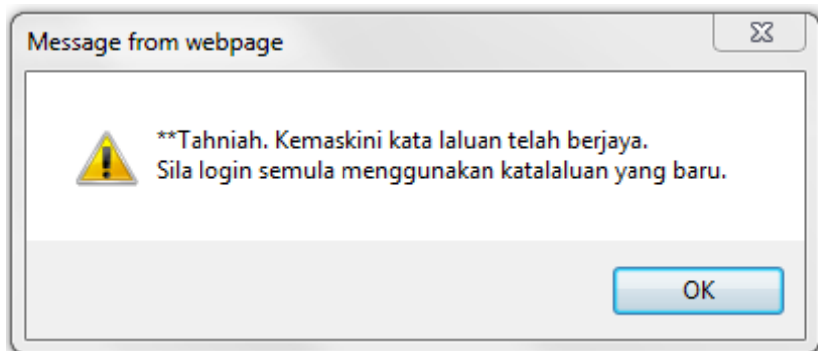 Message from webpage
**Tahniah. Kemaskini kata laluan telah berjaya.
Sila login semula menggunakan katalaluan yang baru.
OK